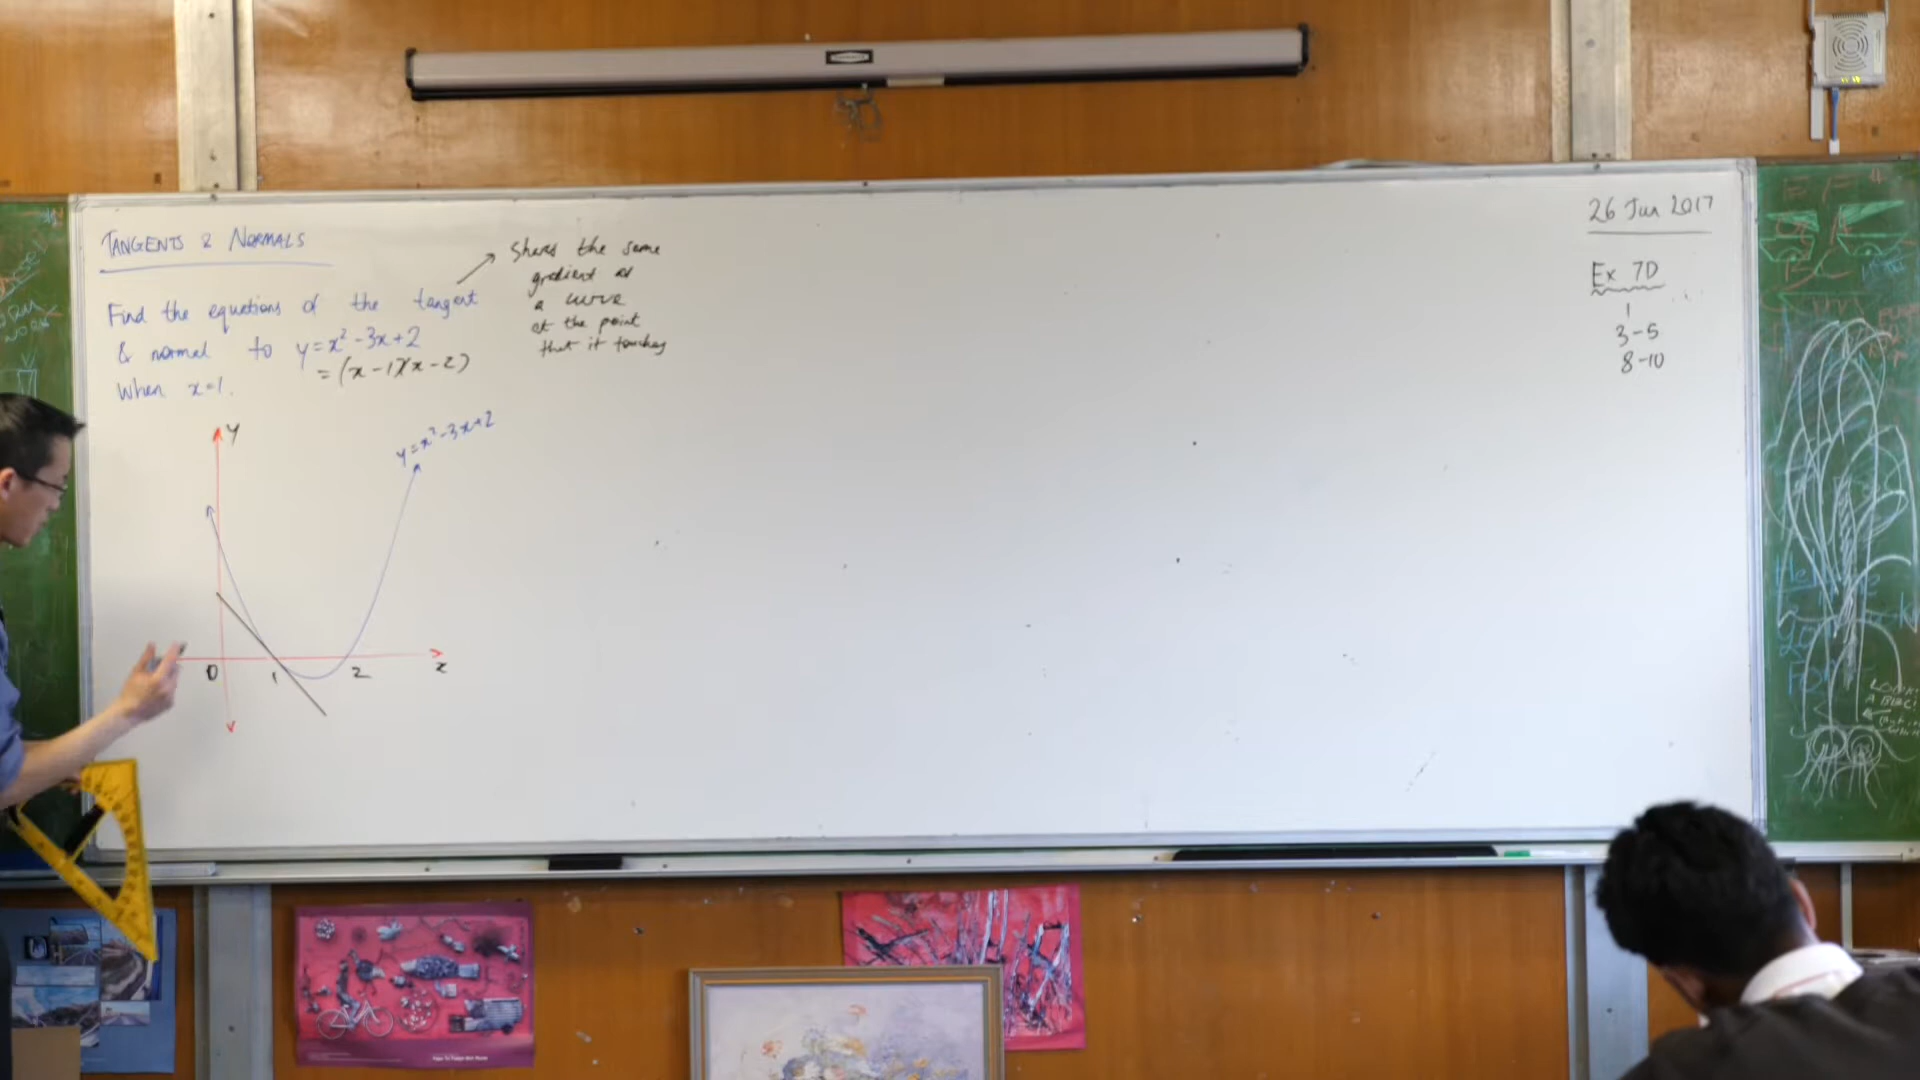 TANGENTS & NORMALS
Find the equations of the tangent
& normal to y=x²-3x+2
=(x-1)(x-2)
When x=1.
shares the same
gradient as
a curve
at the point
that it touches
y
y=x²-3x+2
0
1
2
x
26 Jun 2017
Ex 7D
1
3-5
8-10